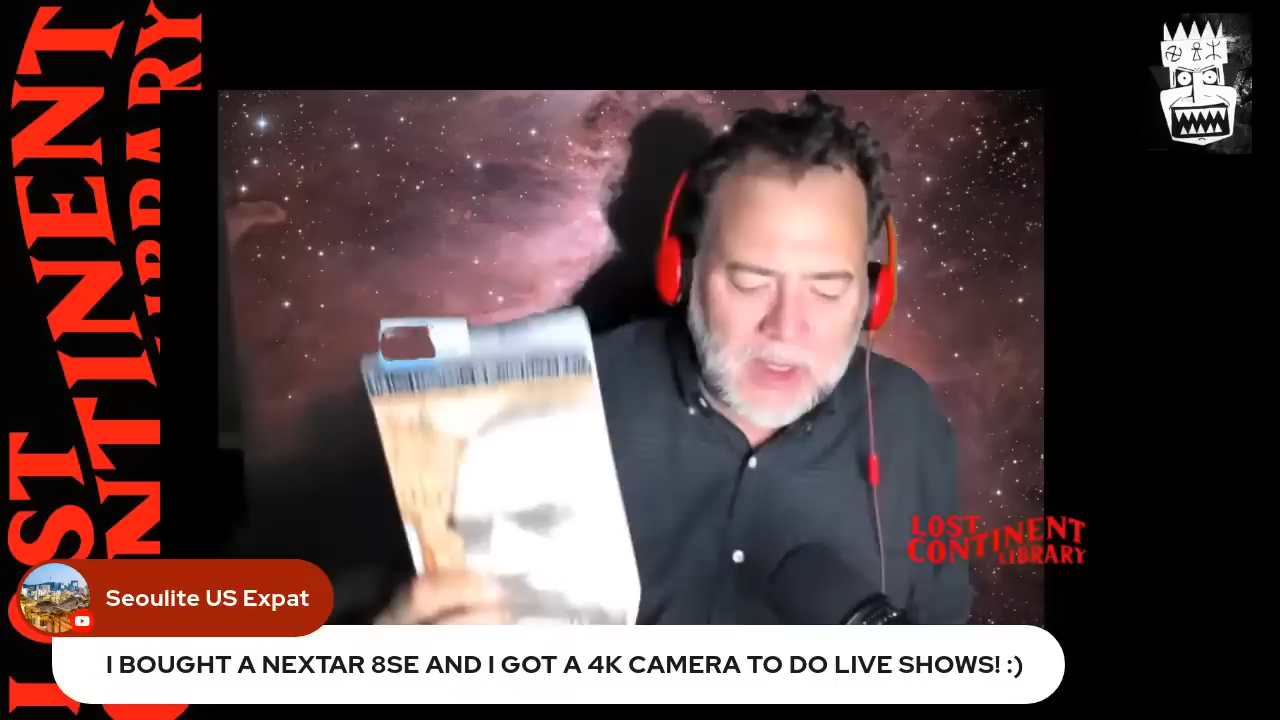 LOST CONTINENT
LIBRARY
LOST
CONTINENT
LIBRARY
Seoulite US Expat
I BOUGHT A NEXTAR 8SE AND I GOT A 4K CAMERA TO DO LIVE SHOWS! :)